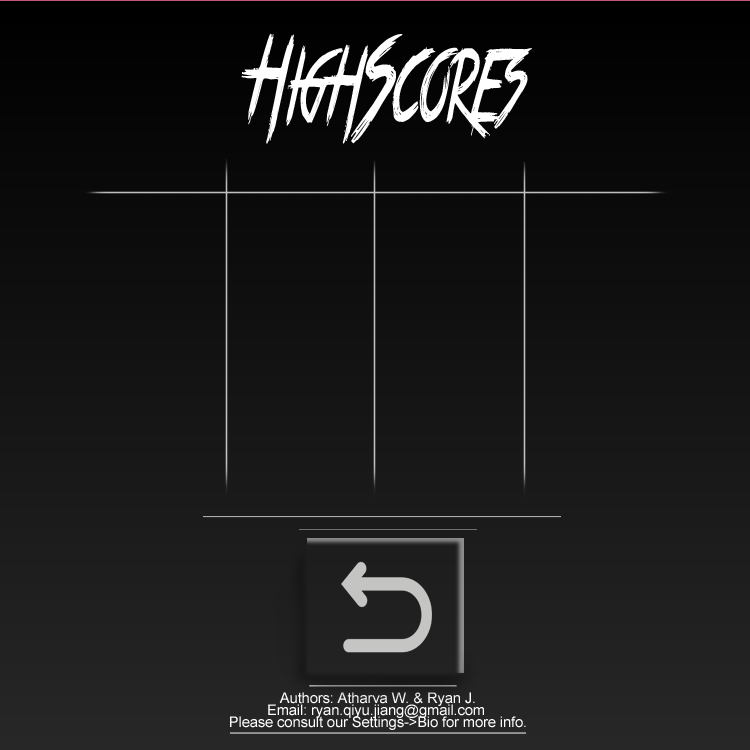 HIGHSCORES
Authors: Atharva W. & Ryan J.
Email: ryan.qiyu.jiang@gmail.com
Please consult our Settings->Bio for more info.